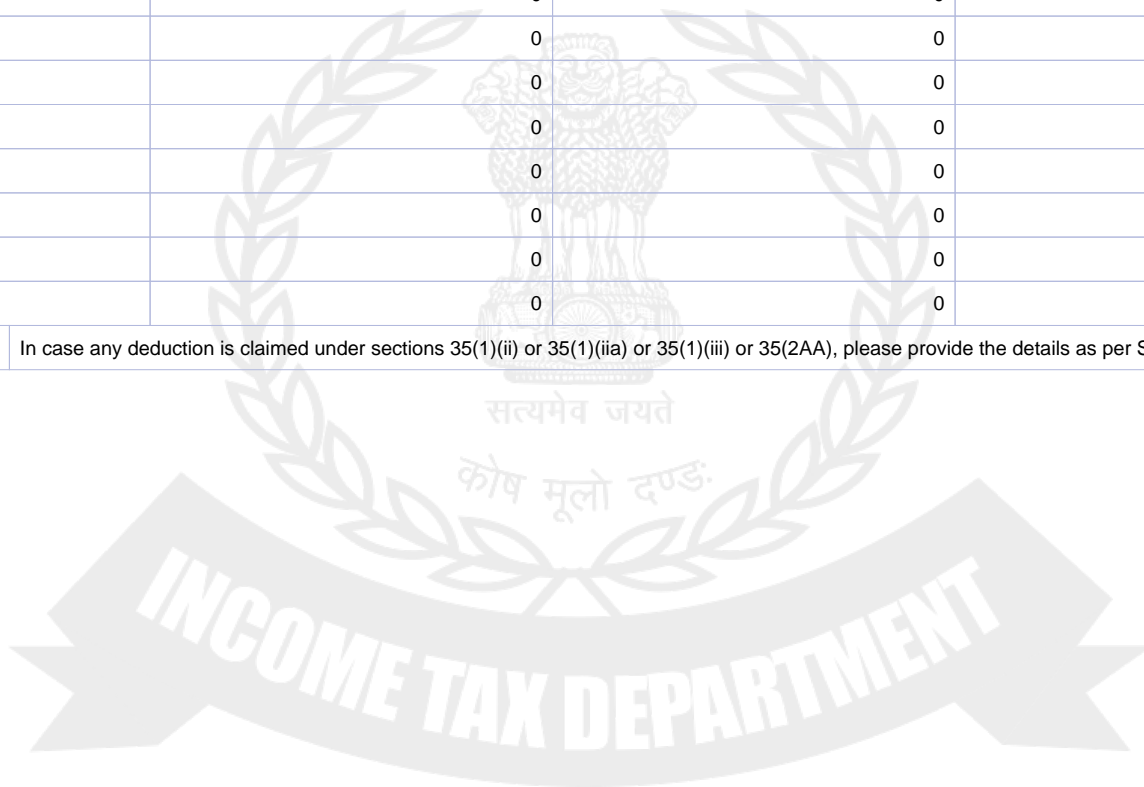 0 0
0 0
0 0
0 0
0 0
0 0
0 0
In case any deduction is claimed under sections 35(1)(ii) or 35(1)(iia) or 35(1)(iii) or 35(2AA), please provide the details as per
सत्यमेव जयते
कोष मूलो दण्डः
INCOME TAX DEPARTMENT